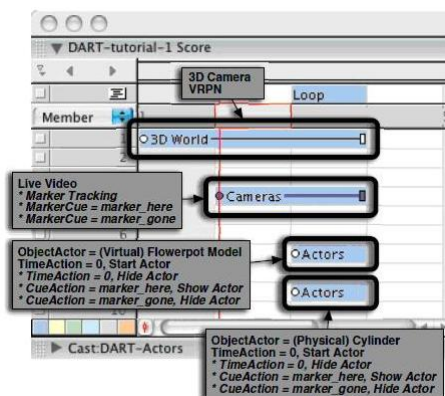 DART-tutorial-1 Score
3D Camera
VRPN
Loop
Member
1
3D World
2
Live Video
* Marker Tracking
* MarkerCue = marker_here
* MarkerCue = marker_gone
Cameras
6
ObjectActor = (Virtual) Flowerpot Model
TimeAction = 0, Start Actor
* TimeAction = 0, Hide Actor
* CueAction = marker_here, Show Actor
* CueAction = marker_gone, Hide Actor
Actors
Actors
10
Cast:DART-Actors
ObjectActor = (Physical) Cylinder
TimeAction = 0, Start Actor
* TimeAction = 0, Hide Actor
* CueAction = marker_here, Show Actor
* CueAction = marker_gone, Hide Actor